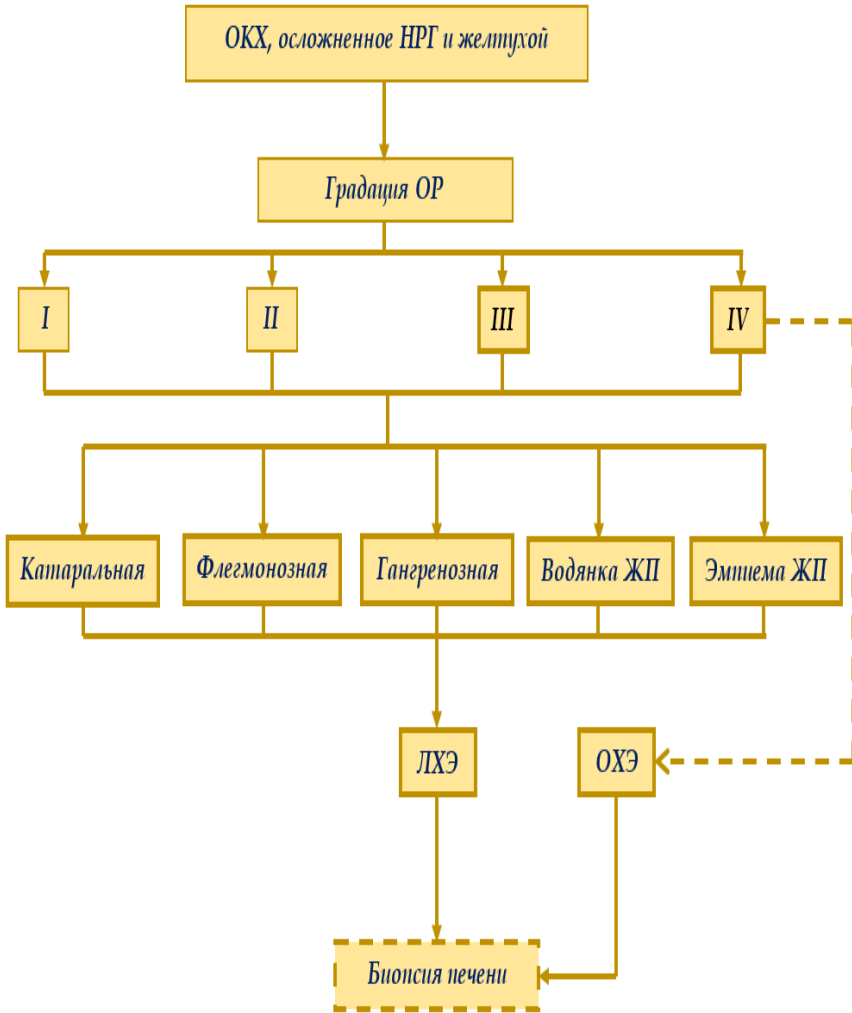 ОКХ, осложненное НРГ и желтухой
Градация ОР
I
II
III
IV
Катаральная
Флегмонозная
Гангренозная
Водянка ЖП
Эмпиема ЖП
ЛХЭ
ОХЭ
Биопсия печени